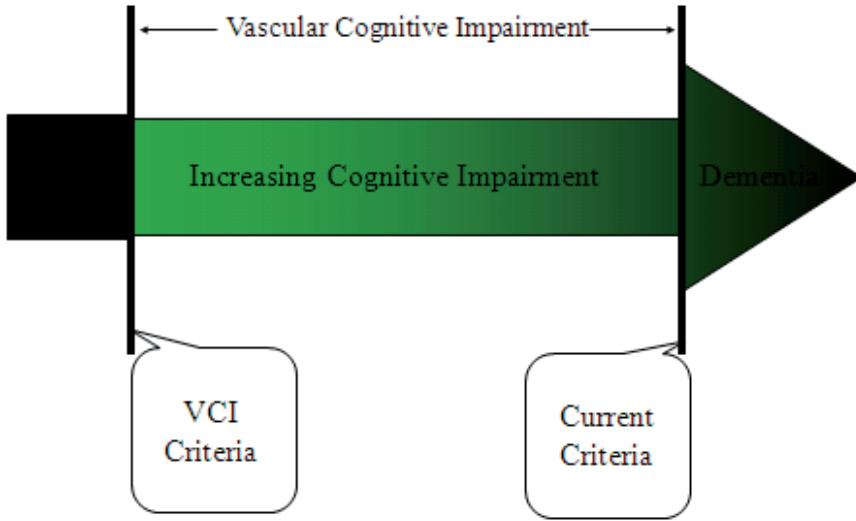 Vascular Cognitive Impairment
Increasing Cognitive Impairment
Dementia
VCI
Criteria
Current
Criteria